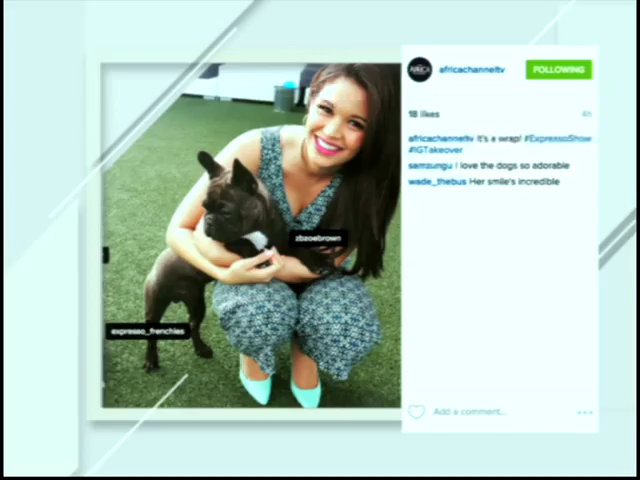 AFRICA
africachanneltv
FOLLOWING
18 likes
4h
africachanneltv It's a wrap! #ExpressoShow
#IGTakeover
samzungu I love the dogs so adorable
wade_thebus Her smile's incredible
zbzoebrown
expresso_frenchies
Add a comment...